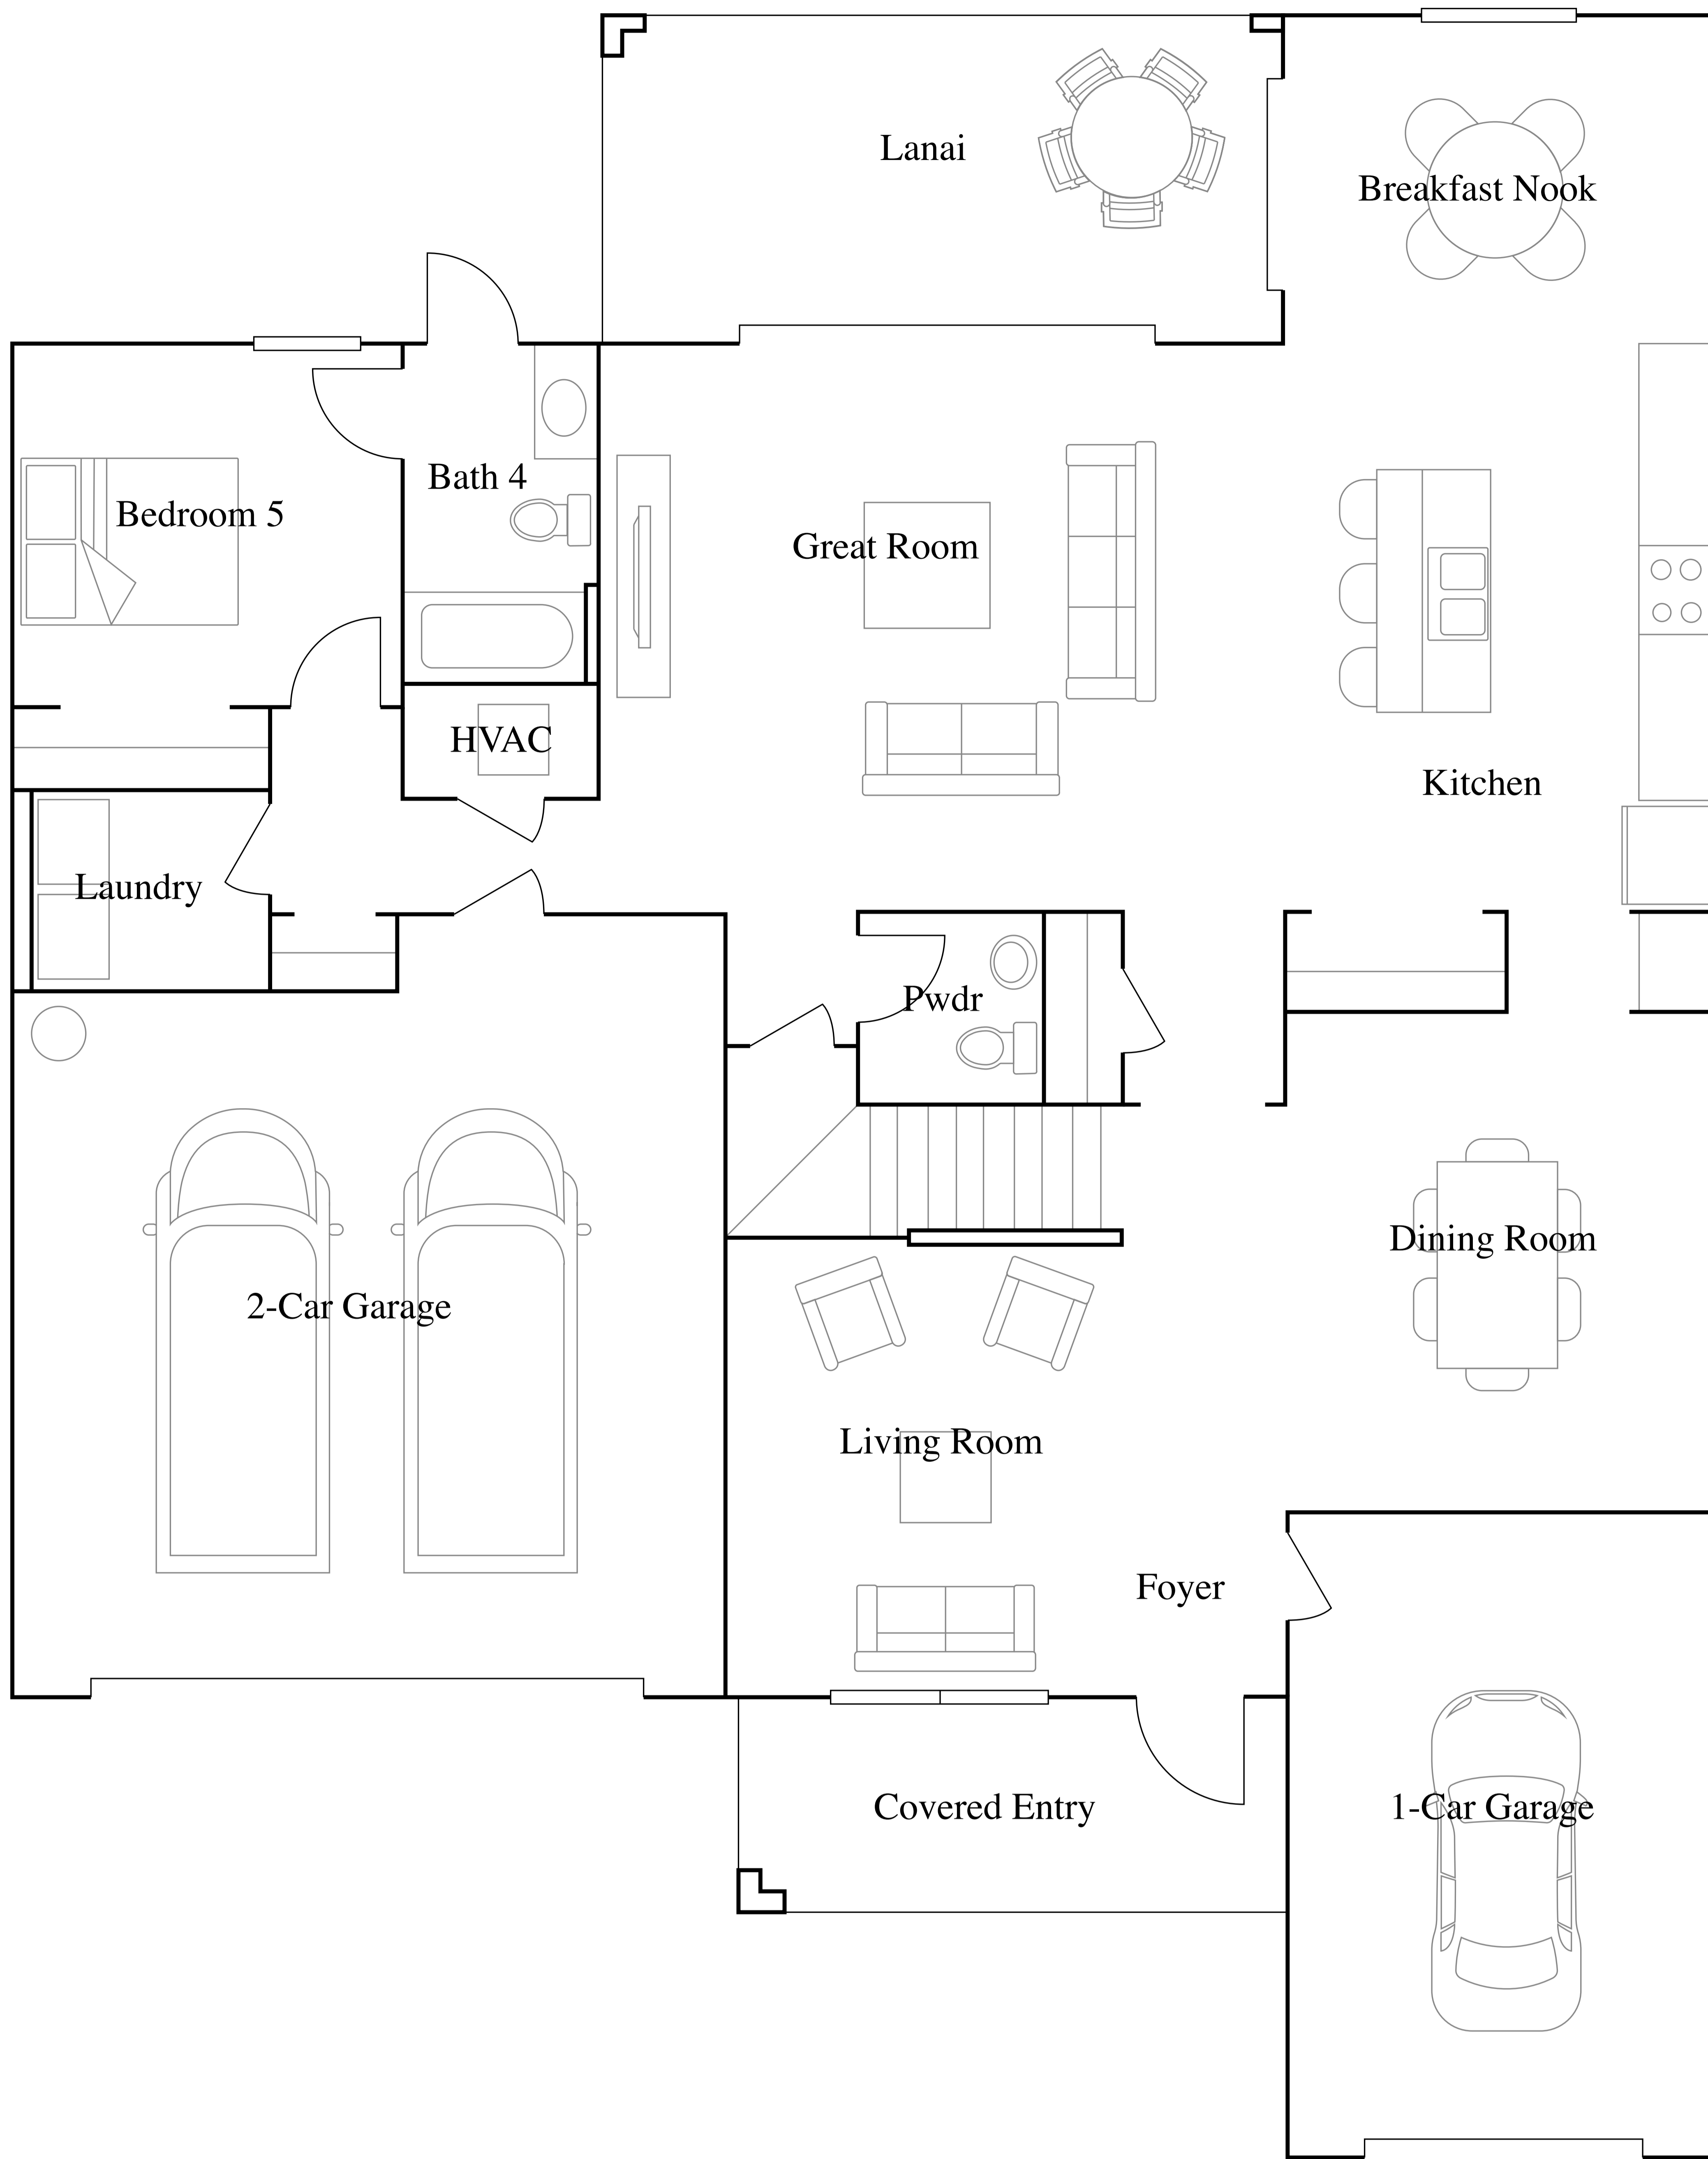 Lanai
Breakfast Nook
Bath 4
Bedroom 5
Great Room
HVAC
Kitchen
Laundry
Pwdr
Dining Room
2-Car Garage
Living Room
Foyer
Covered Entry
1-Car Garage